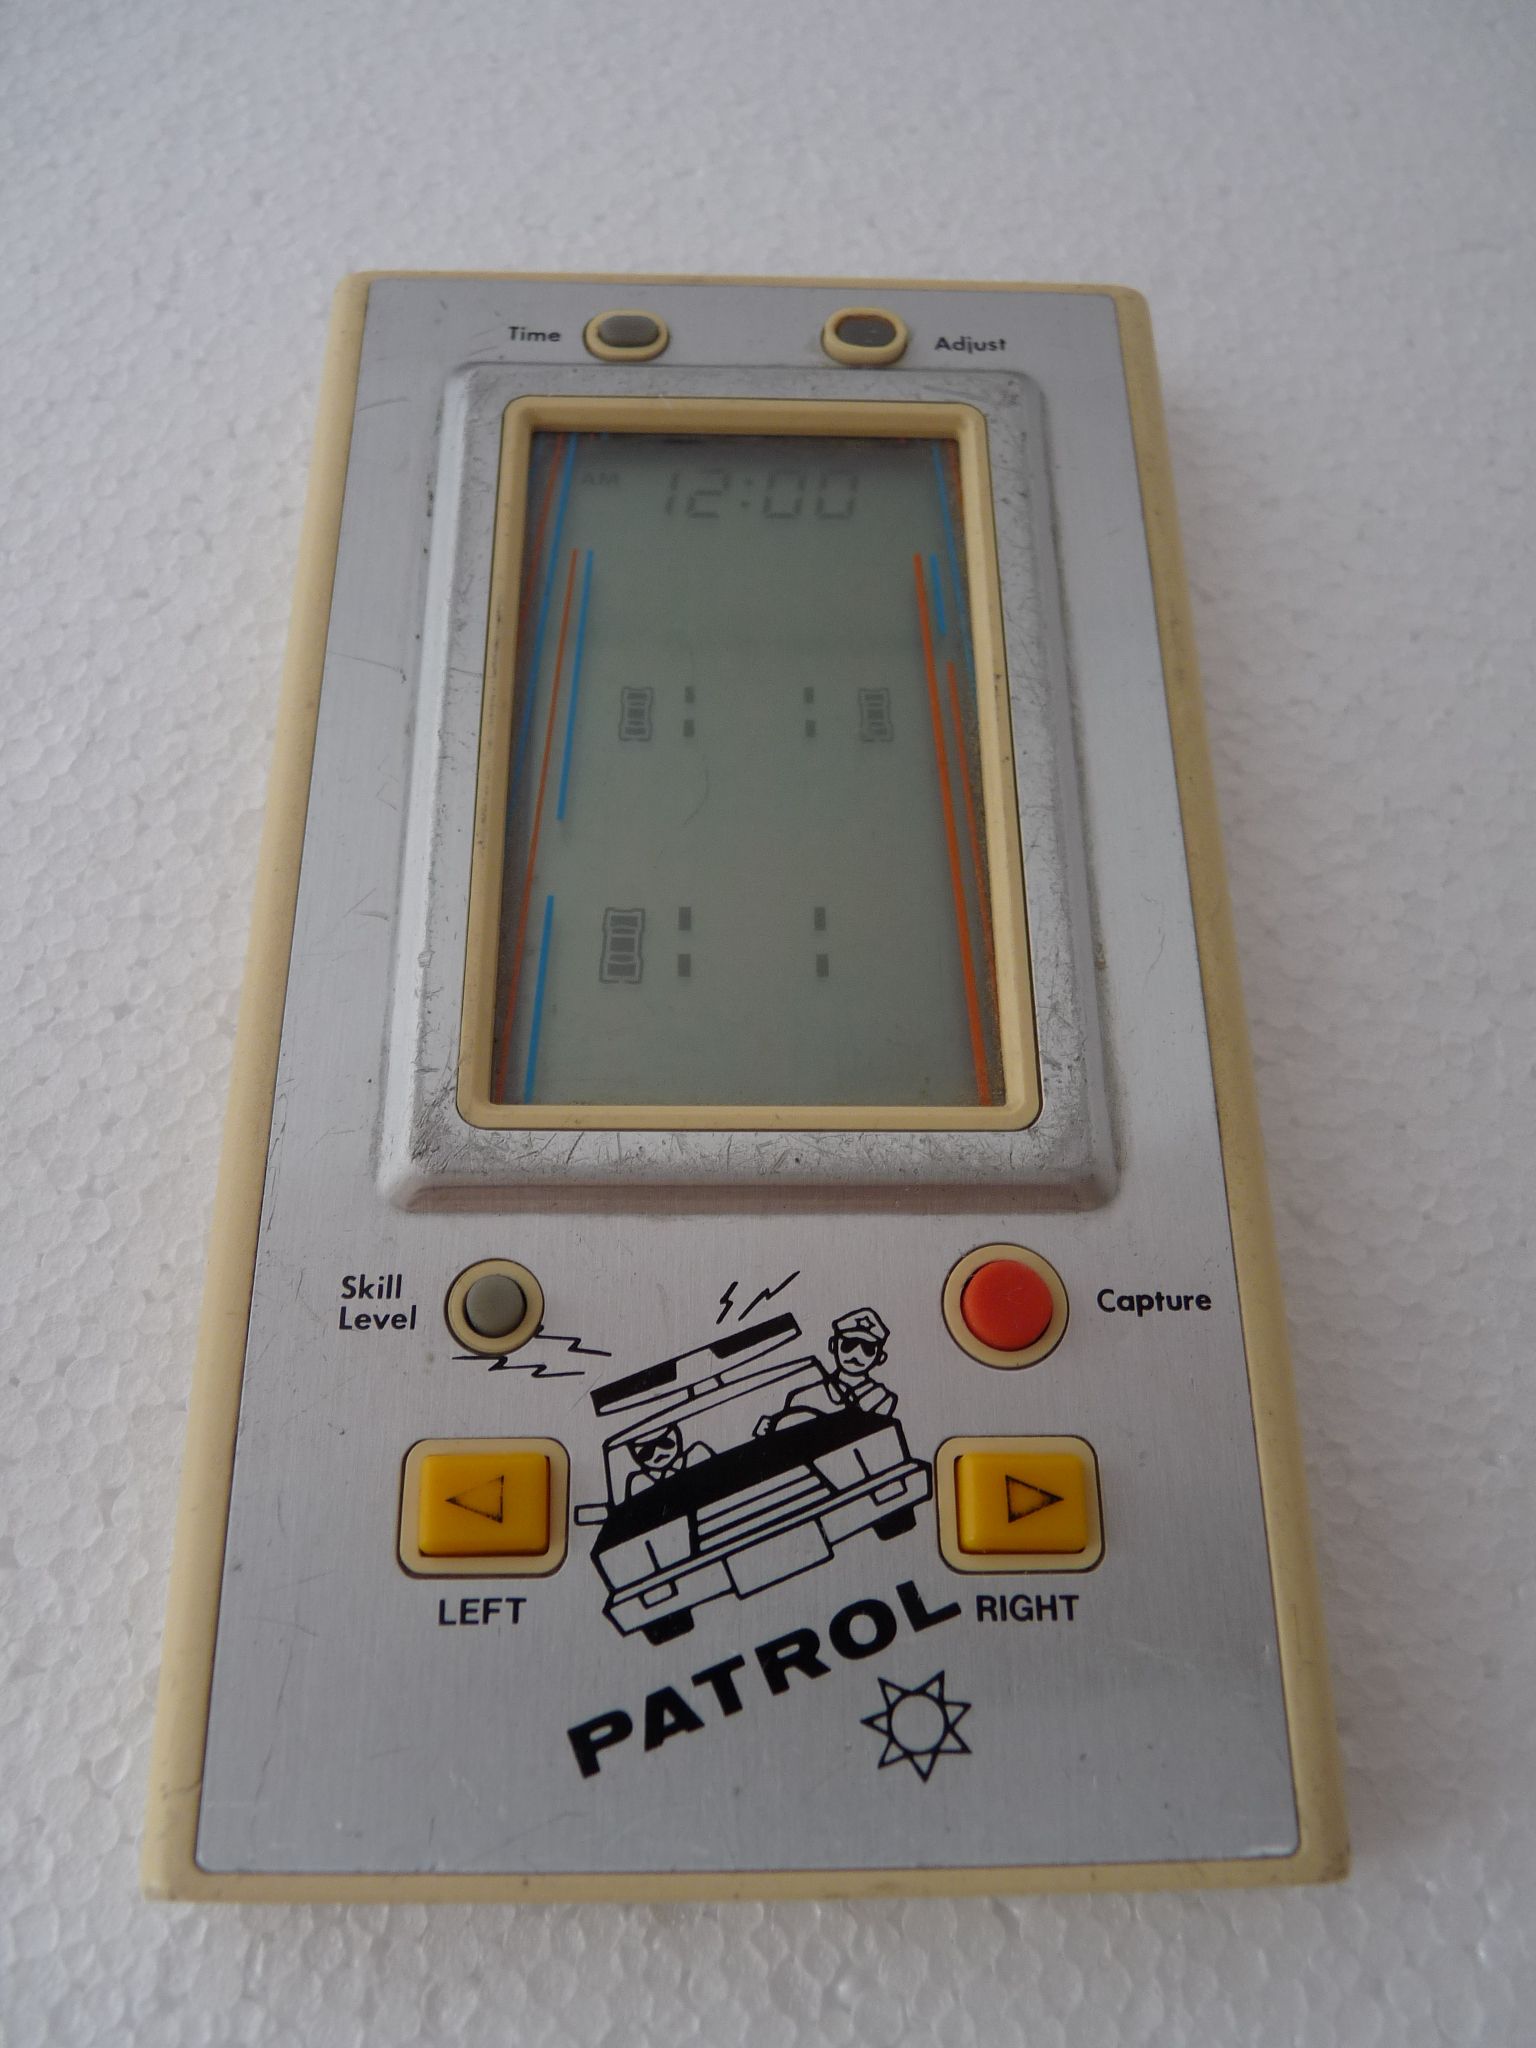 Time
Adjust
AM 12:00
Skill
Level
Capture
LEFT
RIGHT
PATROL